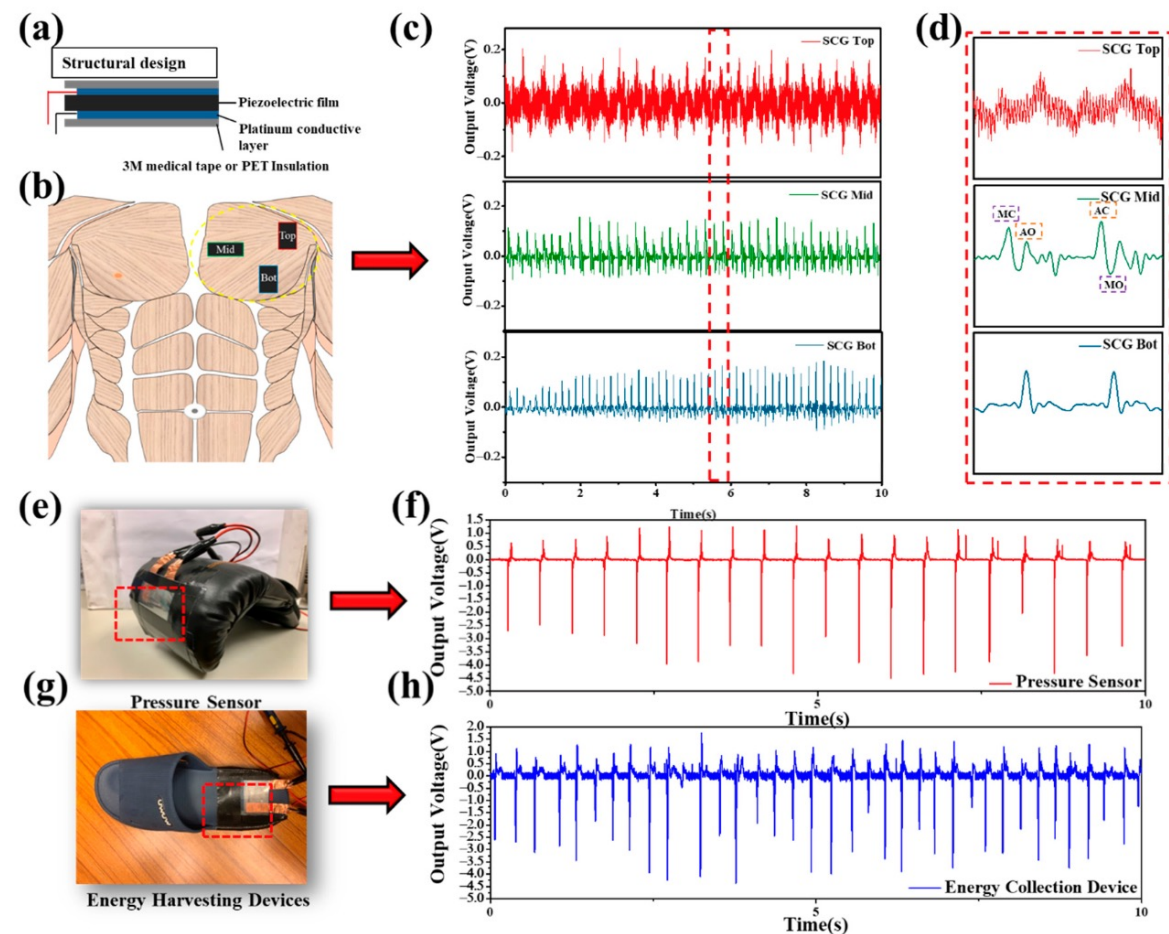 (a)
Structural design
Piezoelectric film
Platinum conductive
layer
3M medical tape or PET Insulation
(b)
Mid
Top
Bot
(c)
Output Voltage(V)
0.2
0.0
−0.2
SCG Top
Output Voltage(V)
0.2
0.0
−0.2
SCG Mid
Output Voltage(V)
0.2
0.0
−0.2
SCG Bot
0 2 4 6 8 10
Time(s)
(d)
SCG Top
SCG Mid
MC
AO
AC
MO
SCG Bot
(e)
Pressure Sensor
(f)
Output Voltage(V)
1.5
1.0
0.5
0.0
−0.5
−1.0
−1.5
−2.0
−2.5
−3.0
−3.5
−4.0
−4.5
−5.0
Pressure Sensor
0 5 10
Time(s)
(g)
Energy Harvesting Devices
(h)
Output Voltage(V)
2.0
1.5
1.0
0.5
0.0
−0.5
−1.0
−1.5
−2.0
−2.5
−3.0
−3.5
−4.0
−4.5
−5.0
Energy Collection Device
0 5 10
Time(s)